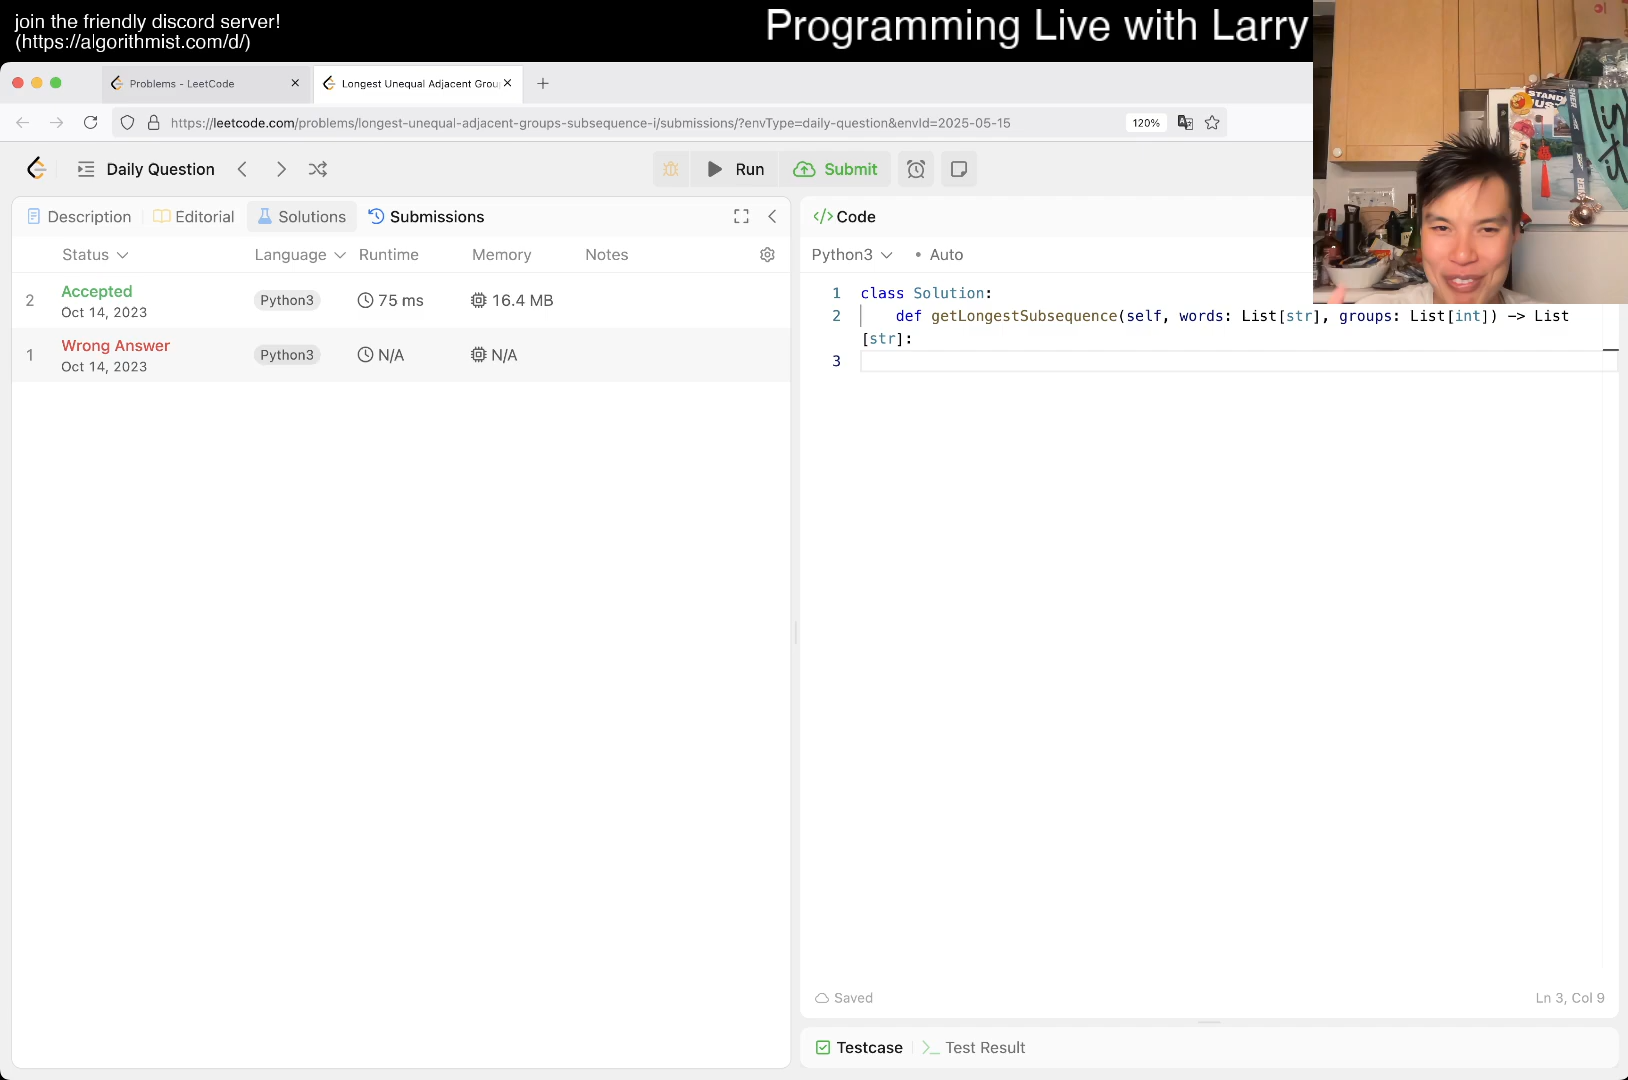 join the friendly discord server!
(https://algorithmist.com/d/)
Programming Live with Larry
Problems - LeetCode
Longest Unequal Adjacent Grou
https://leetcode.com/problems/longest-unequal-adjacent-groups-subsequence-i/submissions/?envType=daily-question&envId=2025-05-15
120%
Daily Question
Run
Submit
Description
Editorial
Solutions
Submissions
Code
Status
Language
Runtime
Memory
Notes
Python3
• Auto
2
Accepted
Oct 14, 2023
Python3
75 ms
16.4 MB
1
Wrong Answer
Oct 14, 2023
Python3
N/A
N/A
1 class Solution:
2 def getLongestSubsequence(self, words: List[str], groups: List[int]) -> List
[str]:
3
STAND
Saved
Ln 3, Col 9
Testcase
Test Result